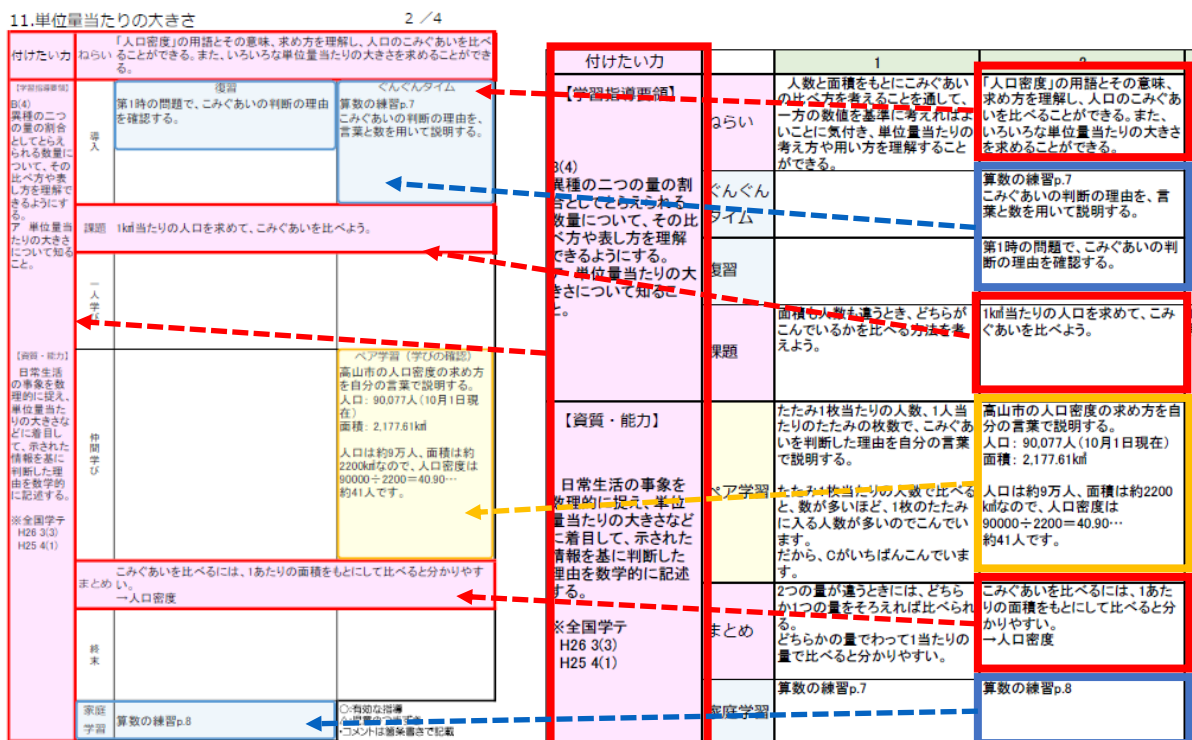 11.単位量当たりの大きさ
2 ／4
付けたい力
ねらい
「人口密度」の用語とその意味、求め方を理解し、人口のこみぐあいを比べ
ることができる。また、いろいろな単位量当たりの大きさを求めることができ
る。
【学習指導要領】
B(4)
異種の二つ
の量の割合
としてとらえ
られる数量に
ついて、その
比べ方や表
し方を理解で
きるようにす
る。
ア 単位量当
たりの大きさ
について知る
こと。
【資質・能力】
日常生活
の事象を数
理的に捉え、
単位量当た
りの大きさな
どに着目し
て、示された
情報を基に
判断した理
由を数学的
に記述する。
※全国学テ
H26 3(3)
H25 4(1)
導入
復習
第1時の問題で、こみぐあいの判断の理由
を確認する。
ぐんぐんタイム
算数の練習p.7
こみぐあいの判断の理由を、
言葉と数を用いて説明する。
課題
1㎢当たりの人口を求めて、こみぐあいを比べよう。
一人学び
仲間学び
ペア学習（学びの確認）
高山市の人口密度の求め方
を自分の言葉で説明する。
人口：90,077人（10月1日現
在）
面積：2,177.61㎢
人口は約9万人、面積は約
2200㎢なので、人口密度は
90000÷2200＝40.90…
約41人です。
まとめ
こみぐあいを比べるには、1あたりの面積をもとにして比べると分かりやす
い。
→人口密度
終末
家庭
学習
算数の練習p.8
○:有効な指導
・コメントは箇条書きで記載
付けたい力
1
【学習指導要領】
B(4)
異種の二つの量の割
合としてとらえられる
数量について、その比
べ方や表し方を理解
できるようにする。
ア 単位量当たりの大
きさについて知るこ
と。
【資質・能力】
日常生活の事象を
数理的に捉え、単位
量当たりの大きさなど
に着目して、示された
情報を基に判断した
理由を数学的に記述
する。
※全国学テ
H26 3(3)
H25 4(1)
ねらい
人数と面積をもとにこみぐあい
の比べ方を考えることを通して、
一方の数値を基準に考えればよ
いことに気付き、単位量当たりの
考え方や用い方を理解すること
ができる。
「人口密度」の用語とその意味、
求め方を理解し、人口のこみぐあ
いを比べることができる。また、
いろいろな単位量当たりの大きさ
を求めることができる。
ぐんぐん
タイム
算数の練習p.7
こみぐあいの判断の理由を、言
葉と数を用いて説明する。
復習
第1時の問題で、こみぐあいの判
断の理由を確認する。
課題
面積も人数も違うとき、どちらが
こんでいるかを比べる方法を考
えよう。
1㎢当たりの人口を求めて、こみ
ぐあいを比べよう。
ペア学習
たたみ1枚当たりの人数、1人当
たりのたたみの枚数で、こみぐあ
いを判断した理由を自分の言葉
で説明する。
たたみ1枚当たりの人数で比べる
と、数が多いほど、1枚のたたみ
に入る人数が多いのでこんでい
ます。
だから、Cがいちばんこんでいま
す。
高山市の人口密度の求め方を自
分の言葉で説明する。
人口：90,077人（10月1日現在）
面積：2,177.61㎢
人口は約9万人、面積は約2200
㎢なので、人口密度は
90000÷2200＝40.90…
約41人です。
まとめ
2つの量が違うときには、どちら
か1つの量をそろえれば比べられ
る。
どちらかの量でわって1当たりの
量で比べると分かりやすい。
こみぐあいを比べるには、1あた
りの面積をもとにして比べると分
かりやすい。
→人口密度
家庭学習
算数の練習p.7
算数の練習p.8